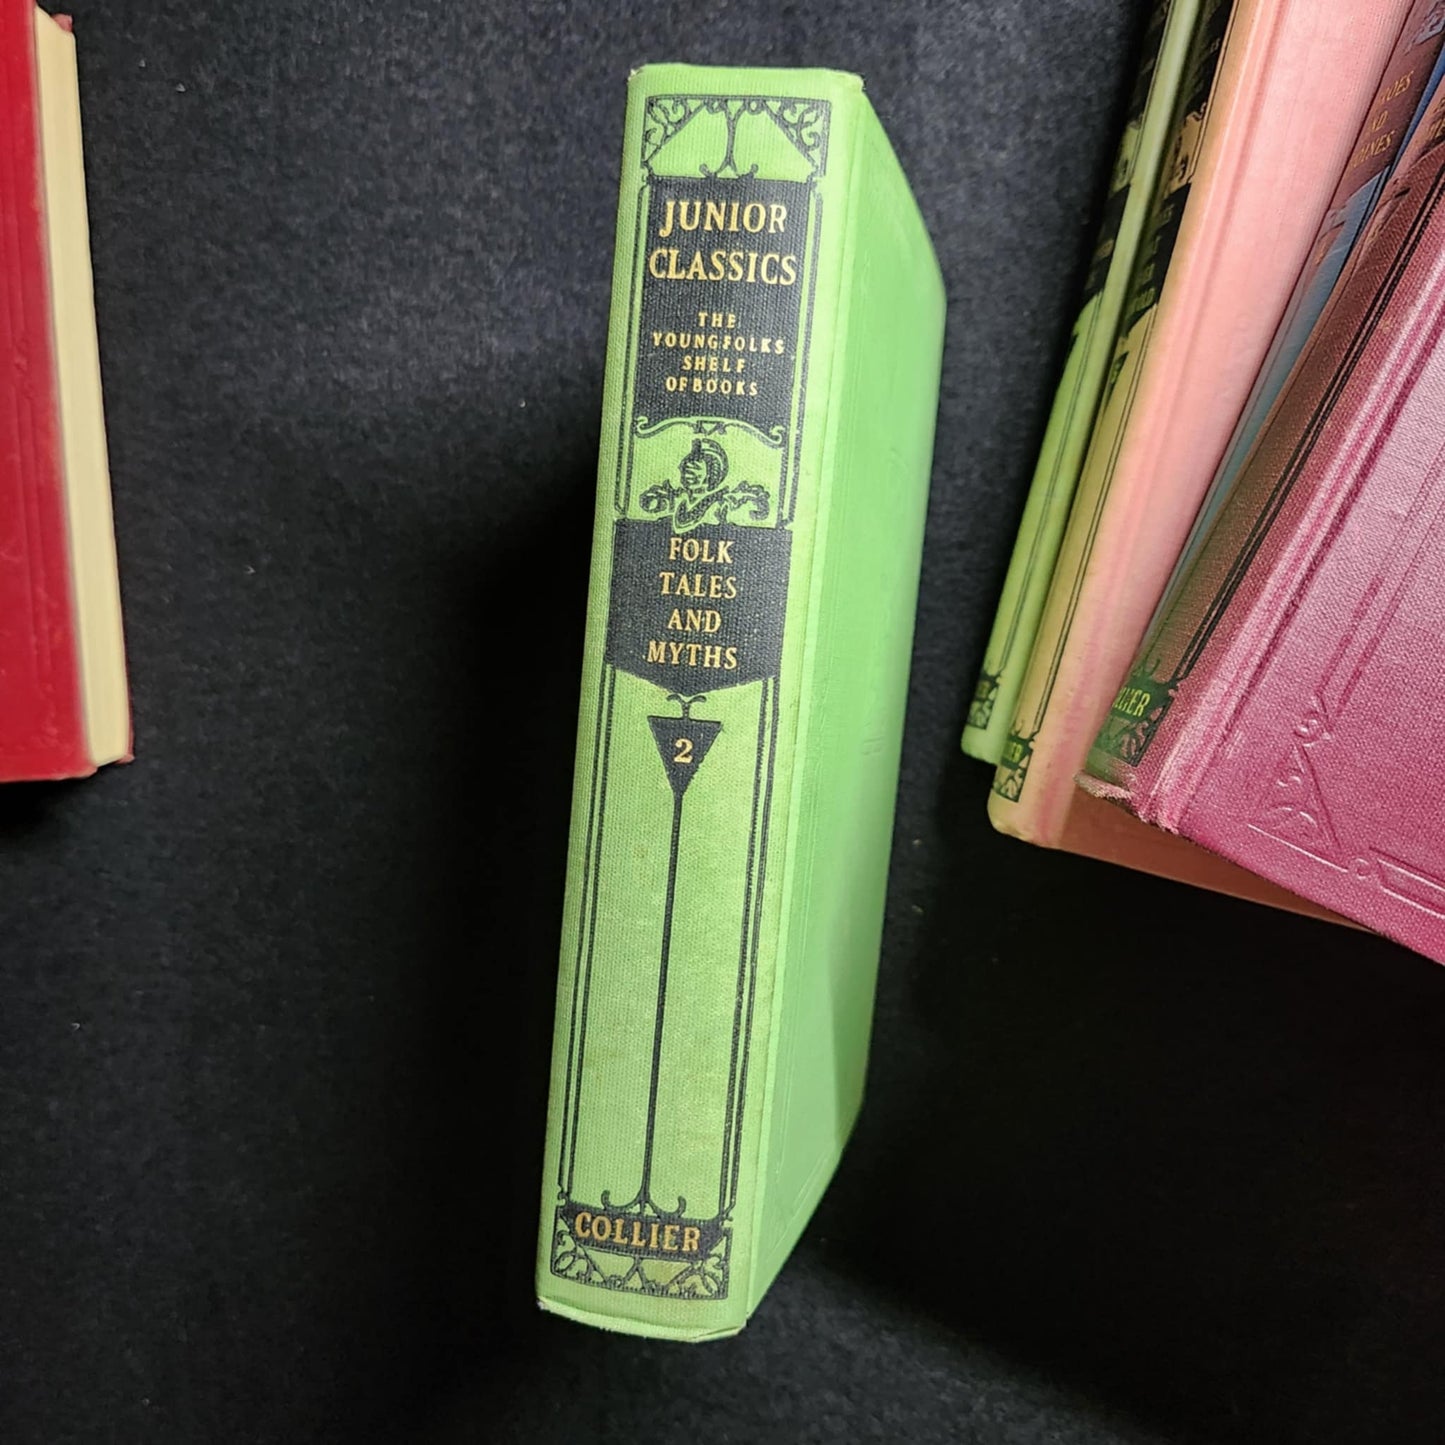 JUNIOR
CLASSICS
THE
YOUNG FOLKS
SHELF
OF BOOKS
FOLK
TALES
AND
MYTHS
2
COLLIER